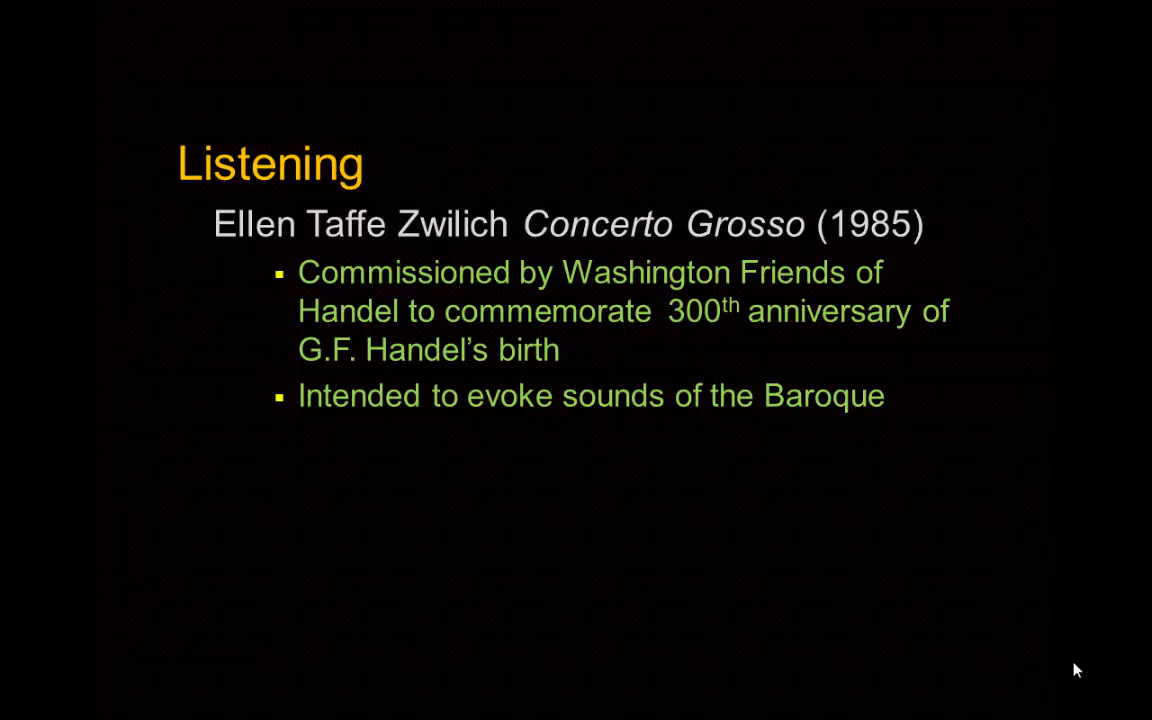 Listening
Ellen Taffe Zwilich Concerto Grosso (1985)
▪ Commissioned by Washington Friends of
Handel to commemorate 300th anniversary of
G.F. Handel’s birth
▪ Intended to evoke sounds of the Baroque